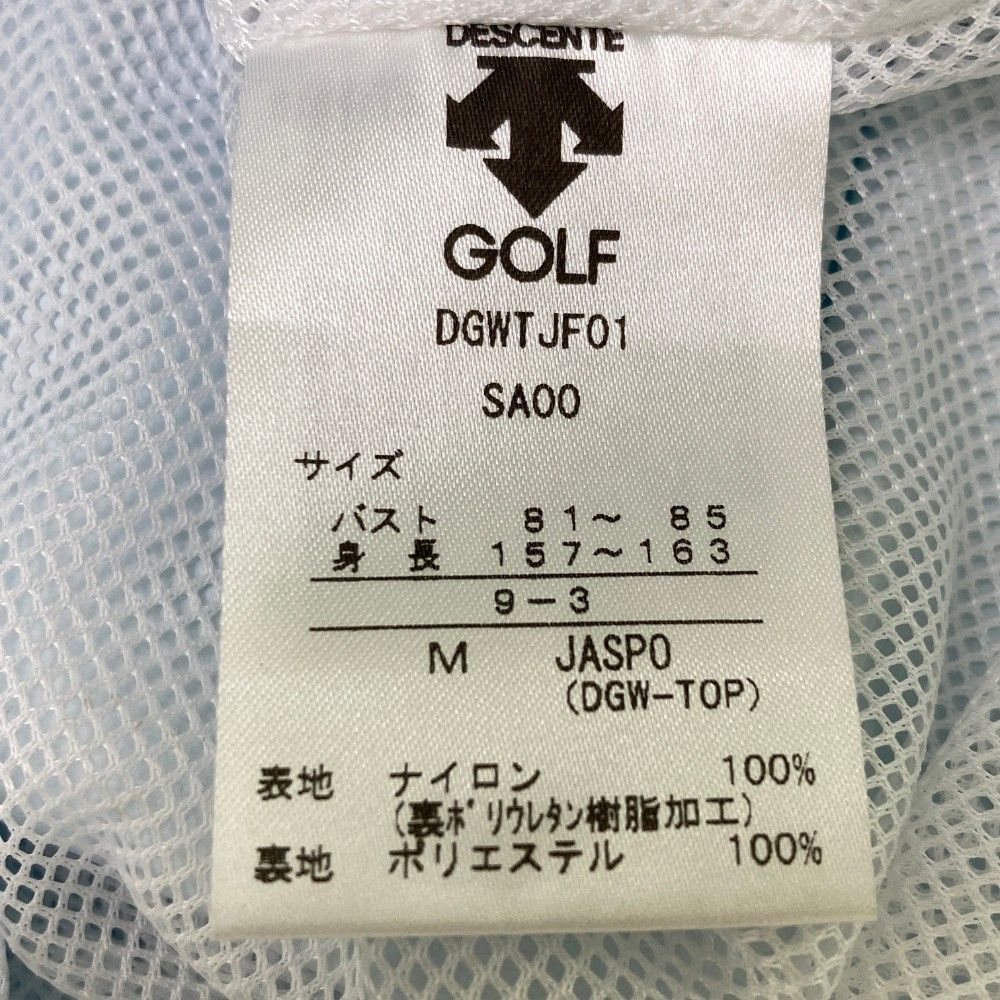 DESCENTE
GOLF
DGWTJF01
SA00
サイズ
バスト 81～ 85
身長 157～163
9-3
M JASPO
(DGW-TOP)
表地 ナイロン 100%
(裏ﾎﾟﾘｳﾚﾀﾝ樹脂加工)
裏地 ポリエステル 100%